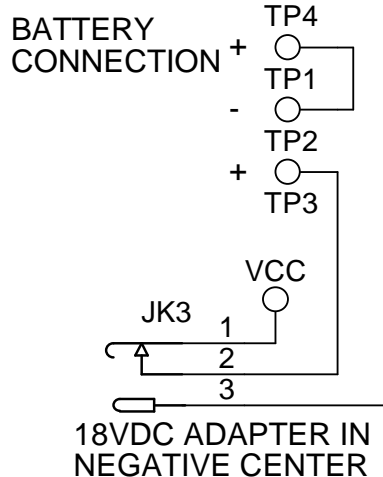 BATTERY
CONNECTION
TP4
+
TP1
-
TP2
+
TP3
VCC
JK3
1
2
3
18VDC ADAPTER IN
NEGATIVE CENTER